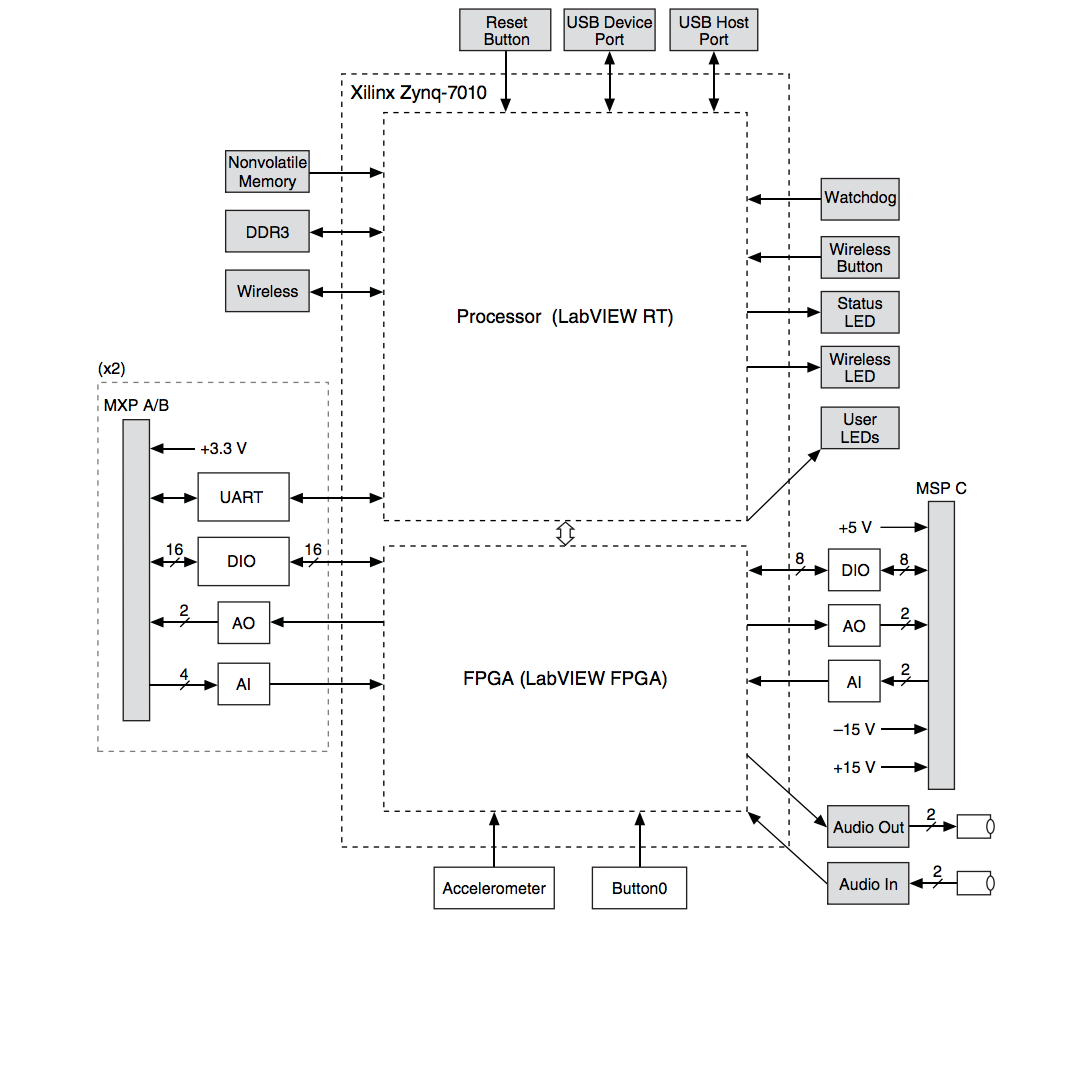 Reset
Button
USB Device
Port
USB Host
Port
Xilinx Zynq-7010
Nonvolatile
Memory
DDR3
Wireless
Processor (LabVIEW RT)
Watchdog
Wireless
Button
Status
LED
Wireless
LED
User
LEDs
(x2)
MXP A/B
+3.3 V
UART
16
DIO
16
2
AO
4
AI
FPGA (LabVIEW FPGA)
MSP C
+5 V
8
DIO
8
AO
2
AI
2
–15 V
+15 V
Audio Out
2
Audio In
2
Accelerometer
Button0